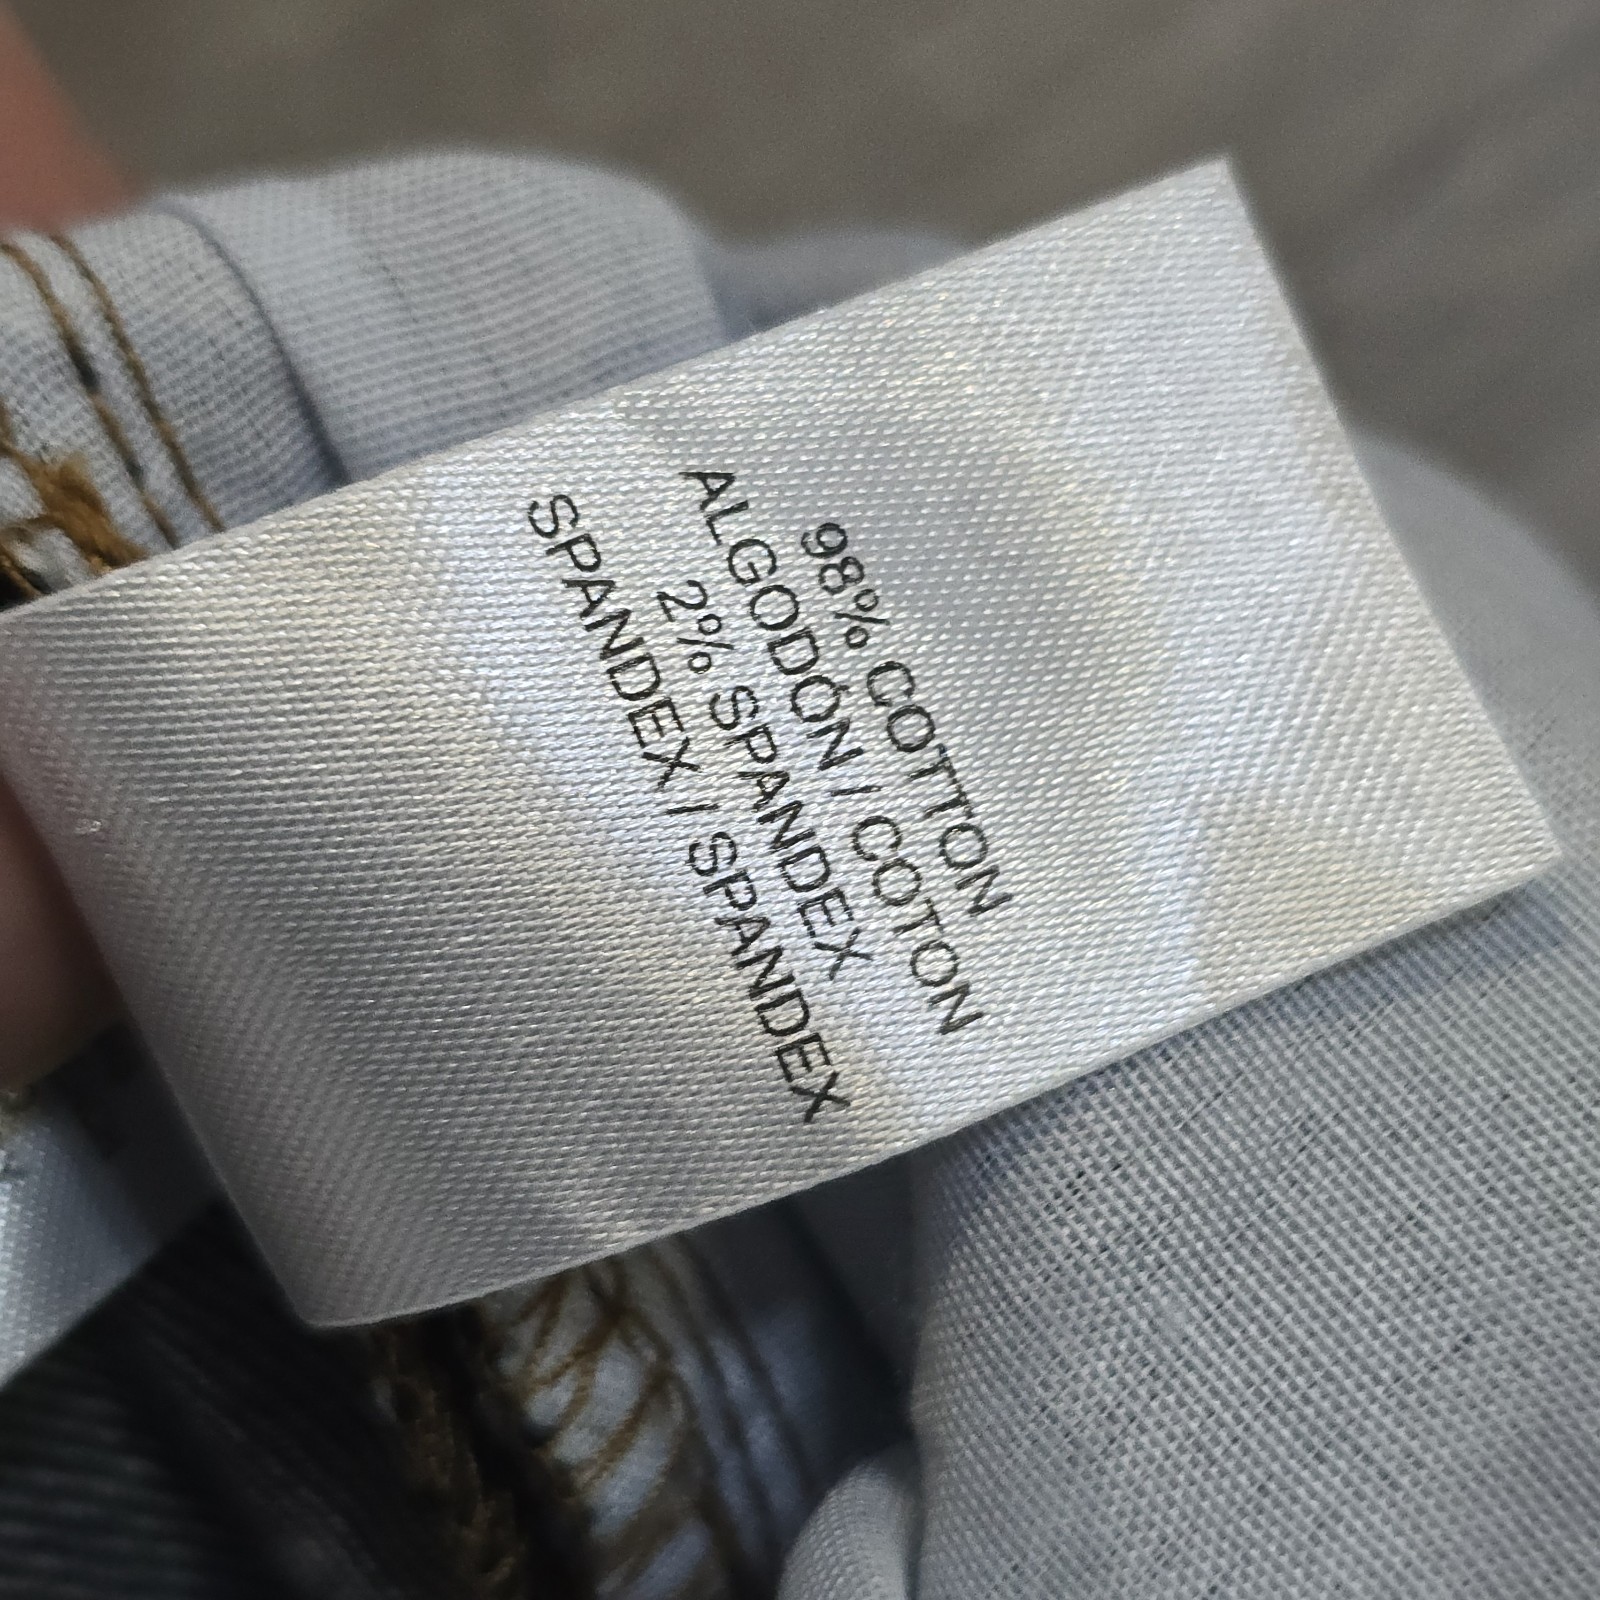 98% COTTON
ALGODÓN / COTON
2% SPANDEX
SPANDEX / SPANDEX